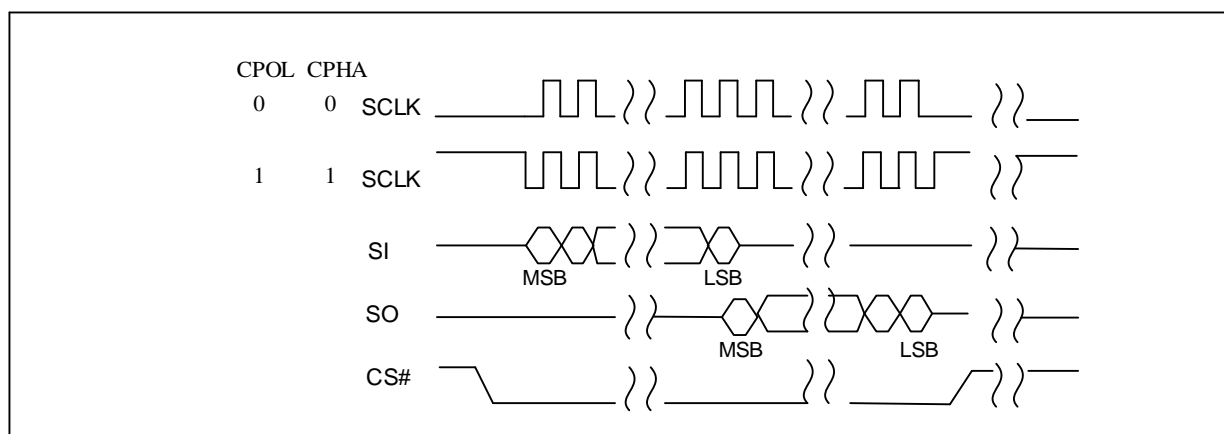 CPOL CPHA
0 0 SCLK
1 1 SCLK
SI
MSB LSB
SO
MSB LSB
CS#